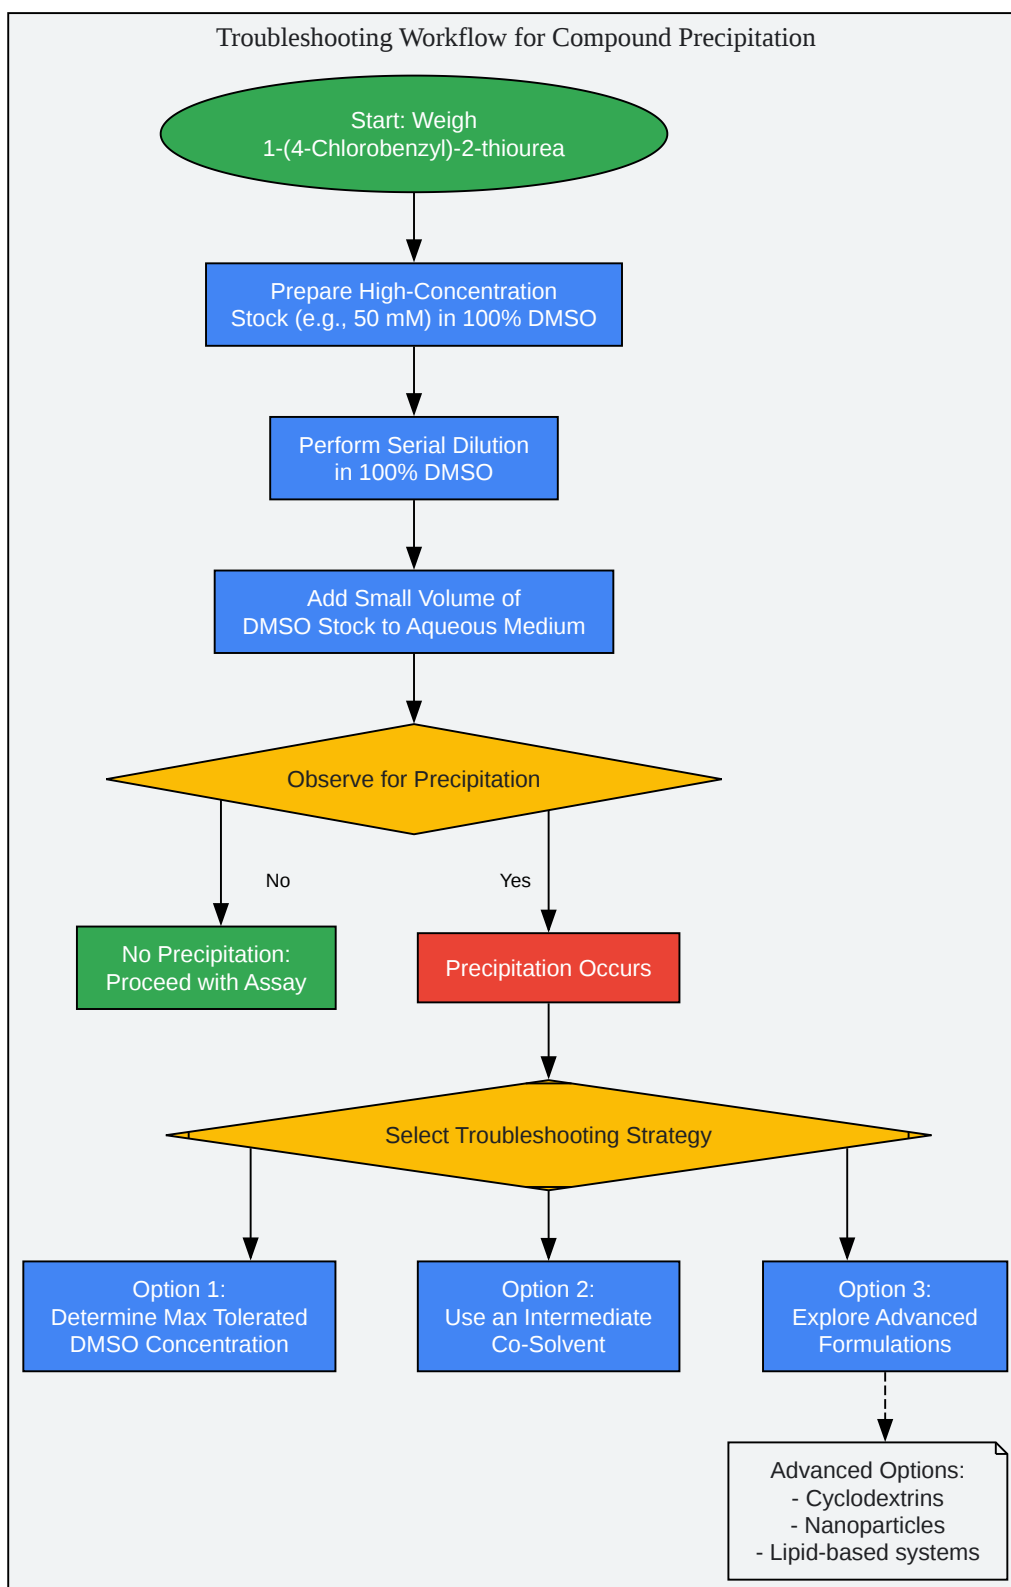 Troubleshooting Workflow for Compound Precipitation
Start: Weigh
1-(4-Chlorobenzyl)-2-thiourea
Prepare High-Concentration
Stock (e.g., 50 mM) in 100% DMSO
Perform Serial Dilution
in 100% DMSO
Add Small Volume of
DMSO Stock to Aqueous Medium
Observe for Precipitation
No
Yes
No Precipitation:
Proceed with Assay
Precipitation Occurs
Select Troubleshooting Strategy
Option 1:
Determine Max Tolerated
DMSO Concentration
Option 2:
Use an Intermediate
Co-Solvent
Option 3:
Explore Advanced
Formulations
Advanced Options:
- Cyclodextrins
- Nanoparticles
- Lipid-based systems